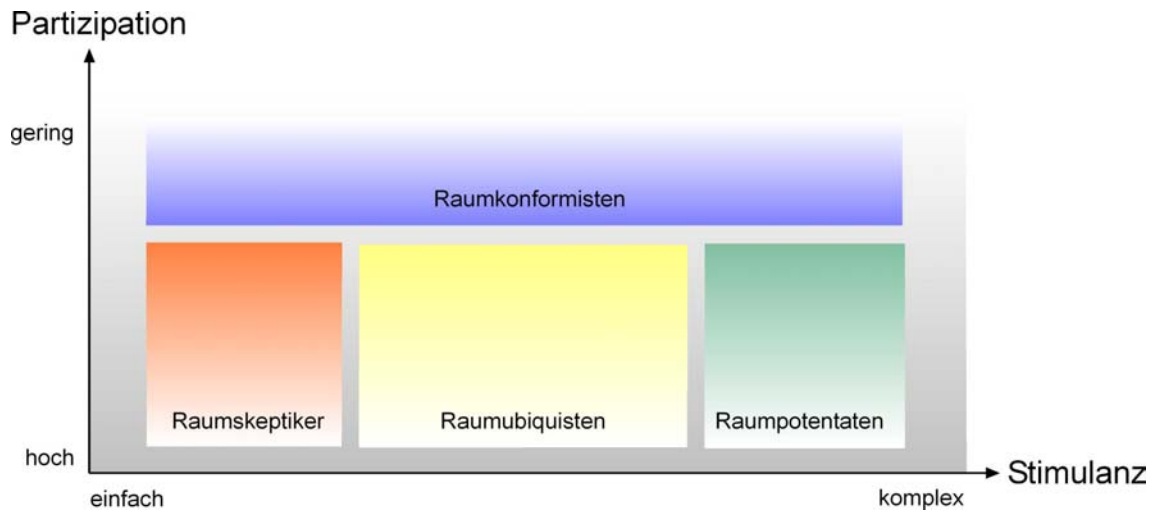 Partizipation
gering
Raumkonformisten
Raumskeptiker
Raumubiquisten
Raumpotentaten
hoch
Stimulanz
einfach
komplex